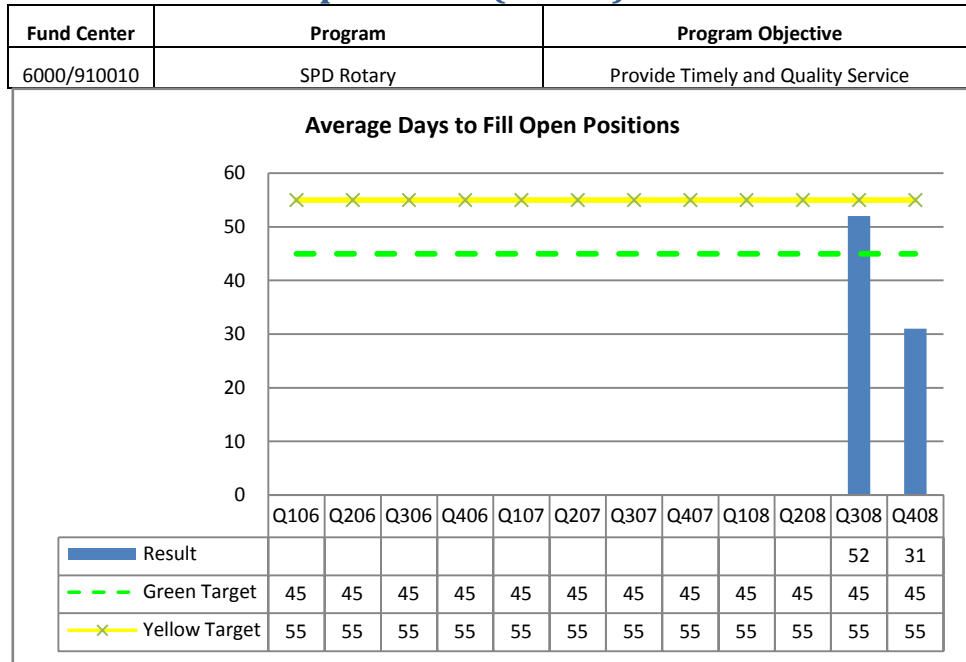 Fund Center Program Program Objective
6000/910010 SPD Rotary Provide Timely and Quality Service
Average Days to Fill Open Positions
60
50
40
30
20
10
0
Q106 Q206 Q306 Q406 Q107 Q207 Q307 Q407 Q108 Q208 Q308 Q408
Result 52 31
Green Target 45 45 45 45 45 45 45 45 45 45 45 45
Yellow Target 55 55 55 55 55 55 55 55 55 55 55 55